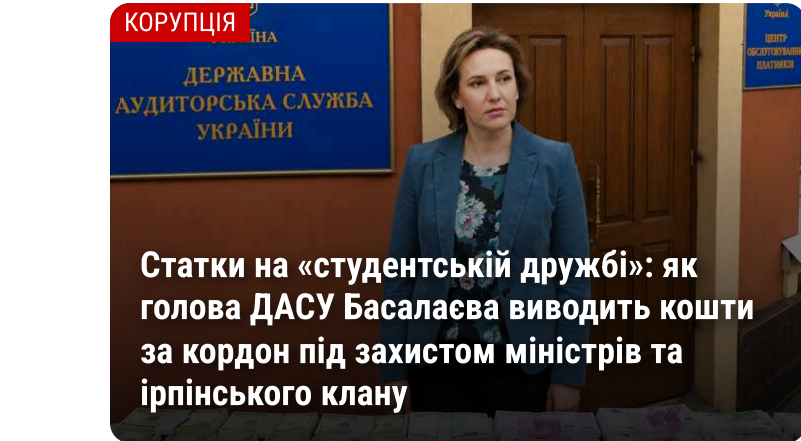 КОРУПЦІЯ
УКРАЇНА
ДЕРЖАВНА
АУДИТОРСЬКА СЛУЖБА
УКРАЇНИ
України
ЦЕНТР
ОБСЛУГОВУВАННЯ
ПЛАТНИКІВ
Статки на «студентській дружбі»: як
голова ДАСУ Басалаєва виводить кошти
за кордон під захистом міністрів та
ірпінського клану